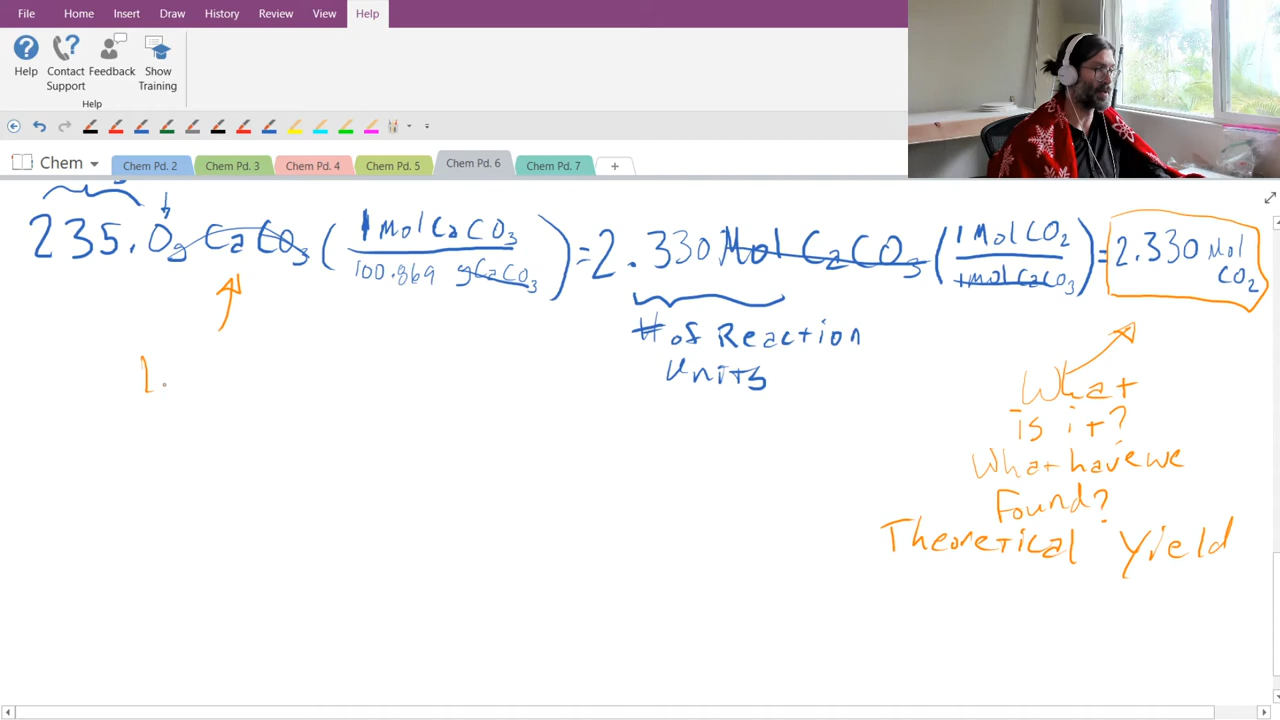 File Home Insert Draw History Review View Help
Help Contact Support Feedback Show Training
Help
Chem Chem Pd. 2 Chem Pd. 3 Chem Pd. 4 Chem Pd. 5 Chem Pd. 6 Chem Pd. 7 +
235.0g CaCO3 (1 Mol CaCO3 / 100.869 gCaCO3) = 2.330 Mol CaCO3 (1 Mol CO2 / 1 mol CaCO3) = 2.330 Mol CO2
# of Reaction
Units
1.
What
is it?
What have we
Found?
Theoretical Yield